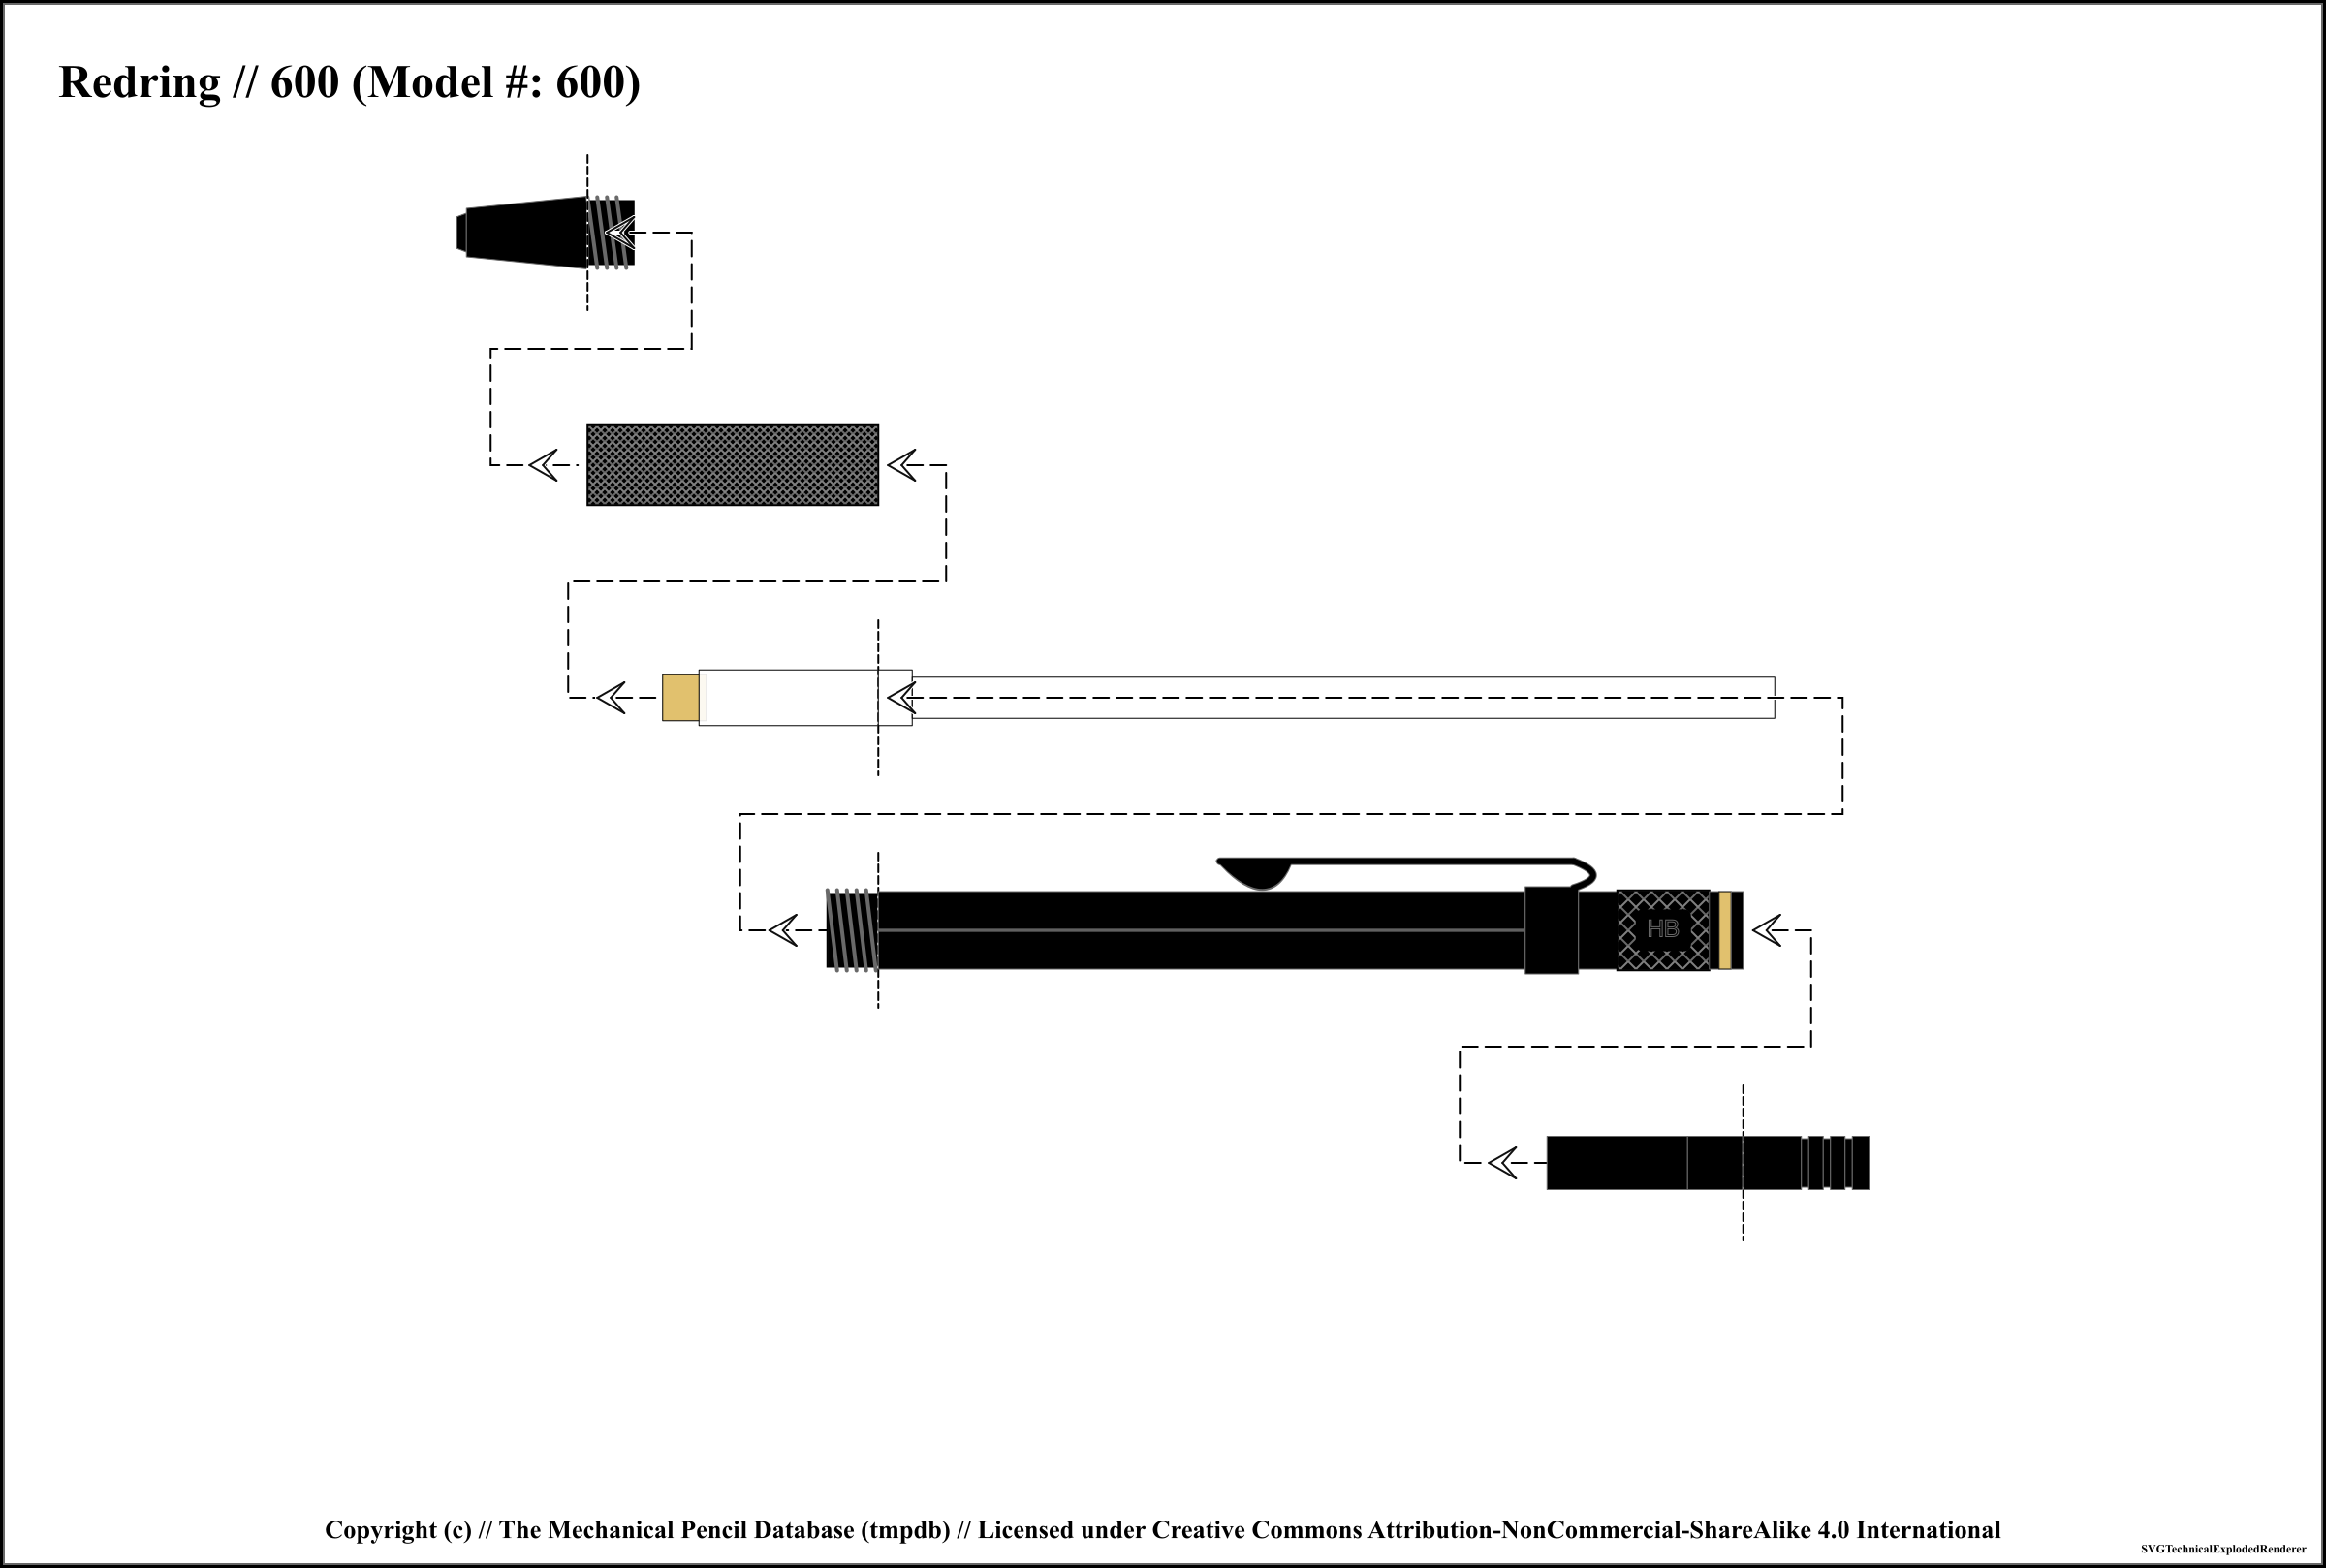 Redring // 600 (Model #: 600)
HB
Copyright (c) // The Mechanical Pencil Database (tmpdb) // Licensed under Creative Commons Attribution-NonCommercial-ShareAlike 4.0 International
SVGTechnicalExplodedRenderer